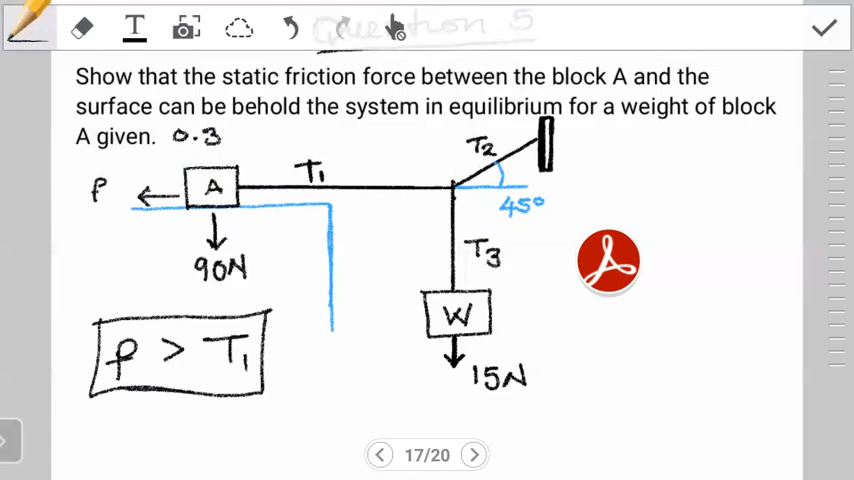 Question 5
Show that the static friction force between the block A and the
surface can be behold the system in equilibrium for a weight of block
A given. 0.3
T₂
T₁
f
A
45°
T₃
90N
W
f > T₁
15N
17/20